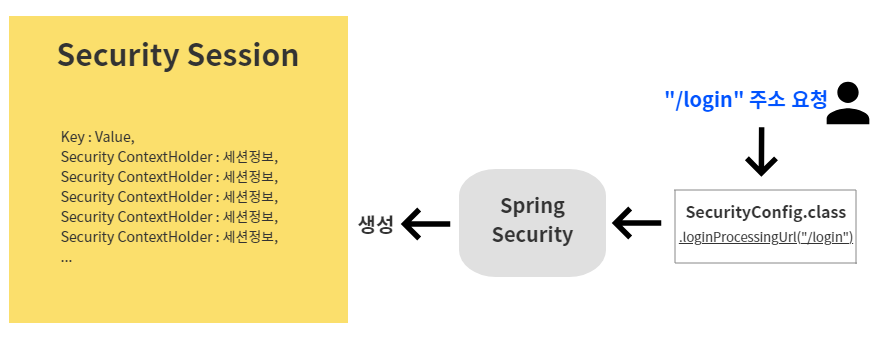 Security Session
Key : Value,
Security ContextHolder : 세션정보,
Security ContextHolder : 세션정보,
Security ContextHolder : 세션정보,
Security ContextHolder : 세션정보,
Security ContextHolder : 세션정보,
...
생성
Spring
Security
"/login" 주소 요청
SecurityConfig.class
.loginProcessingUrl("/login")